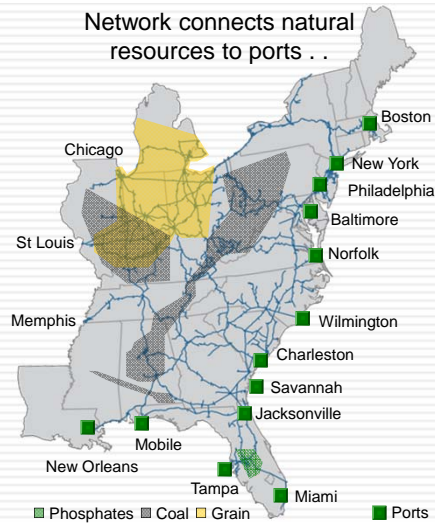 Network connects natural
resources to ports . .
Boston
Chicago
New York
Philadelphia
Baltimore
St Louis
Norfolk
Memphis
Wilmington
Charleston
Savannah
Jacksonville
Mobile
New Orleans
Tampa
Miami
Phosphates Coal Grain Ports